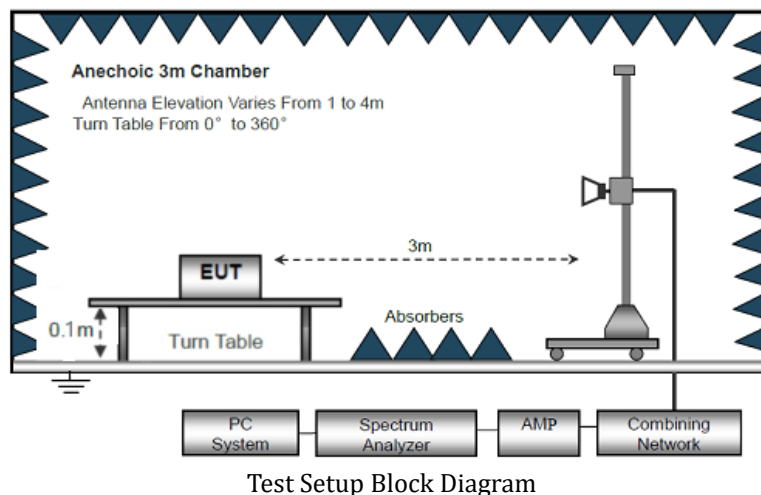 Anechoic 3m Chamber
Antenna Elevation Varies From 1 to 4m
Turn Table From 0° to 360°
3m
EUT
0.1m
Turn Table
Absorbers
PC
System
Spectrum
Analyzer
AMP
Combining
Network
Test Setup Block Diagram